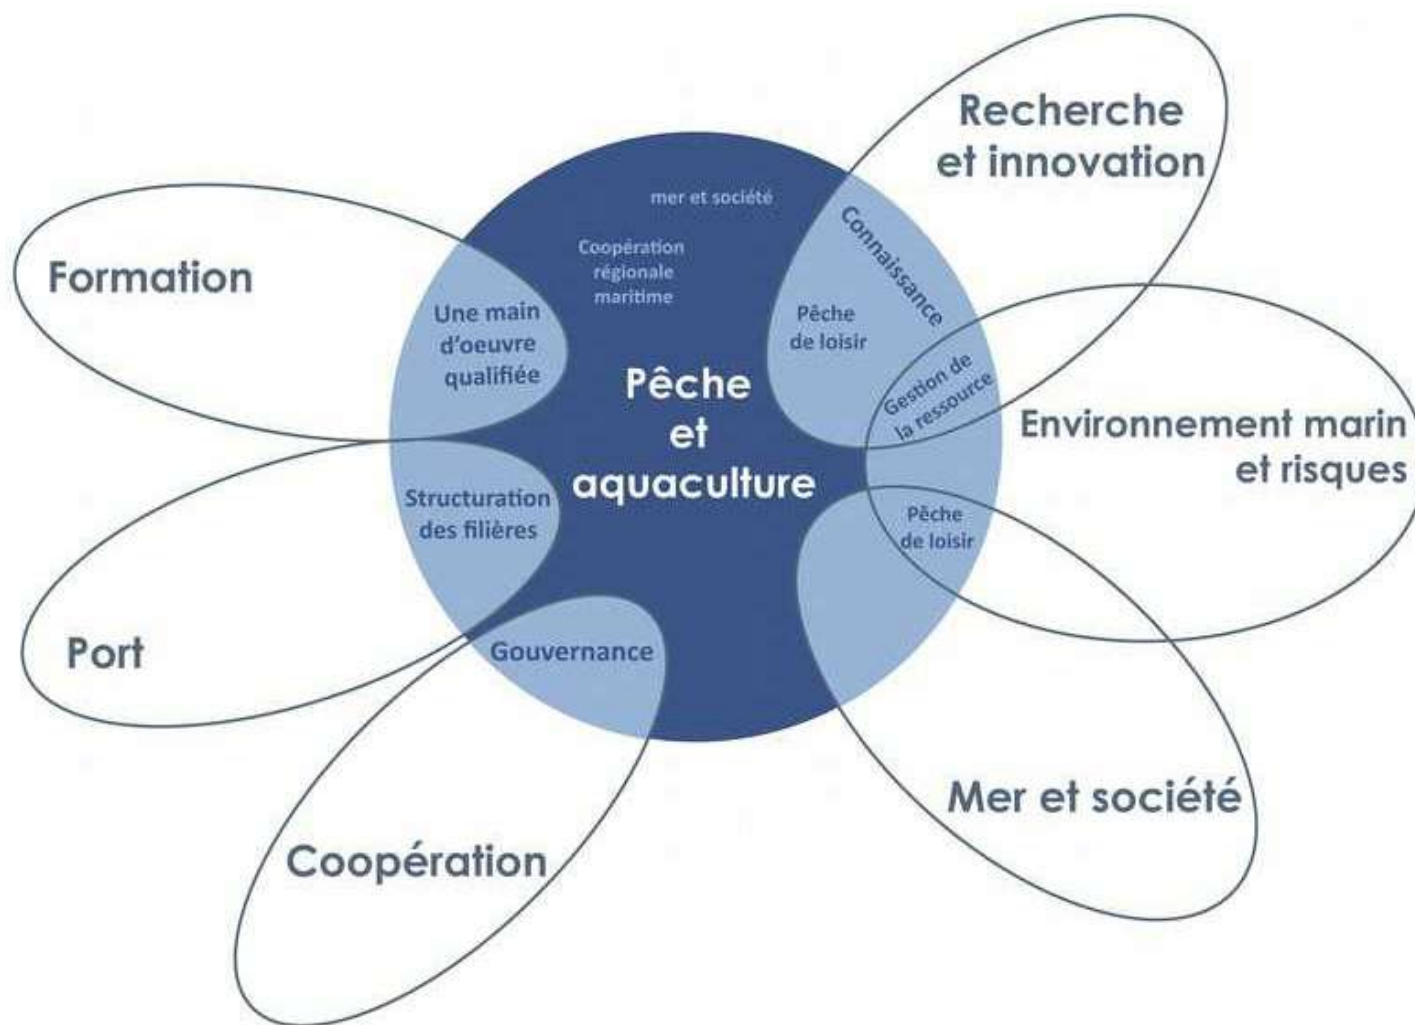 Recherche
et innovation
mer et société
Connaissance
Coopération
régionale
maritime
Formation
Une main
d'oeuvre
qualifiée
Pêche
de loisir
Pêche
et
aquaculture
Gestion de
la ressource
Environnement marin
et risques
Structuration
des filières
Pêche
de loisir
Port
Gouvernance
Mer et société
Coopération